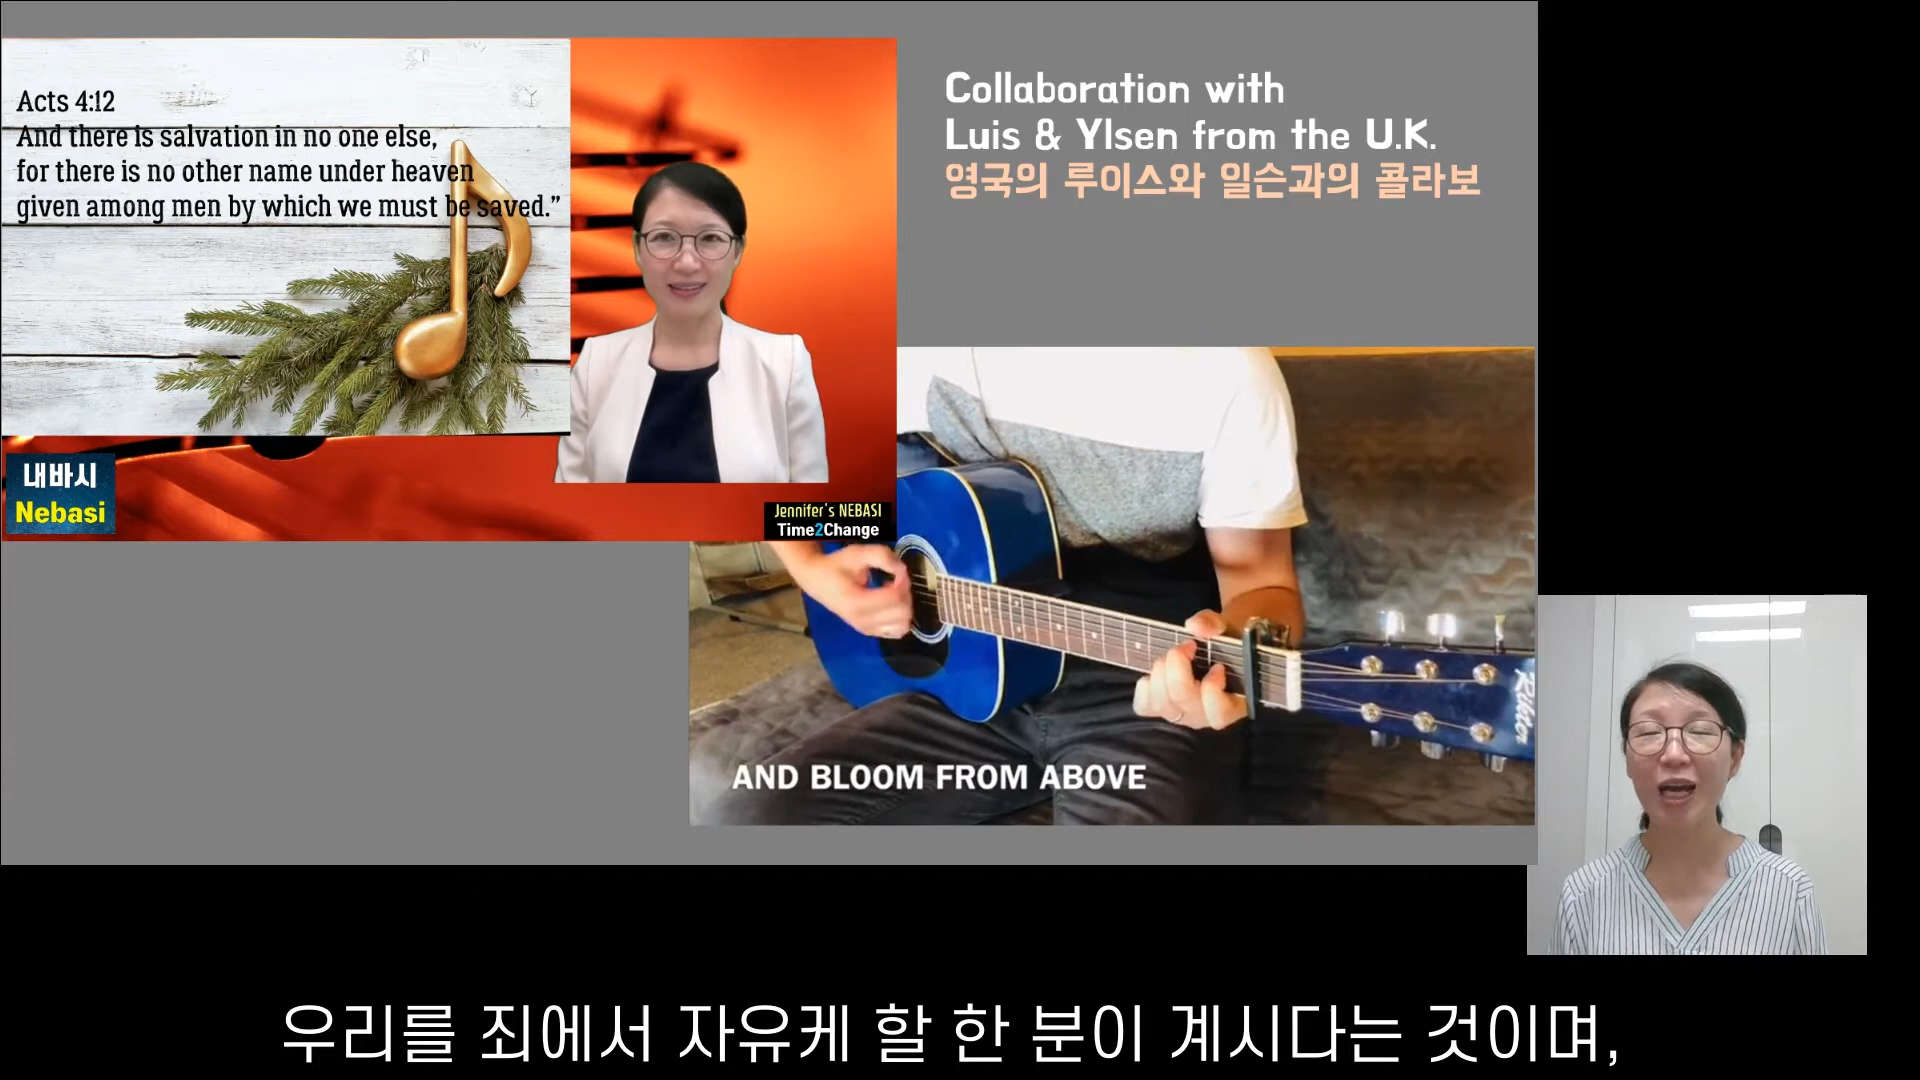 Acts 4:12
And there is salvation in no one else,
for there is no other name under heaven
given among men by which we must be saved.”
Collaboration with
Luis & Ylsen from the U.K.
영국의 루이스와 일슨과의 콜라보
내바시
Nebasi
Jennifer's NEBASI
Time2Change
AND BLOOM FROM ABOVE
우리를 죄에서 자유케 할 한 분이 계시다는 것이며,